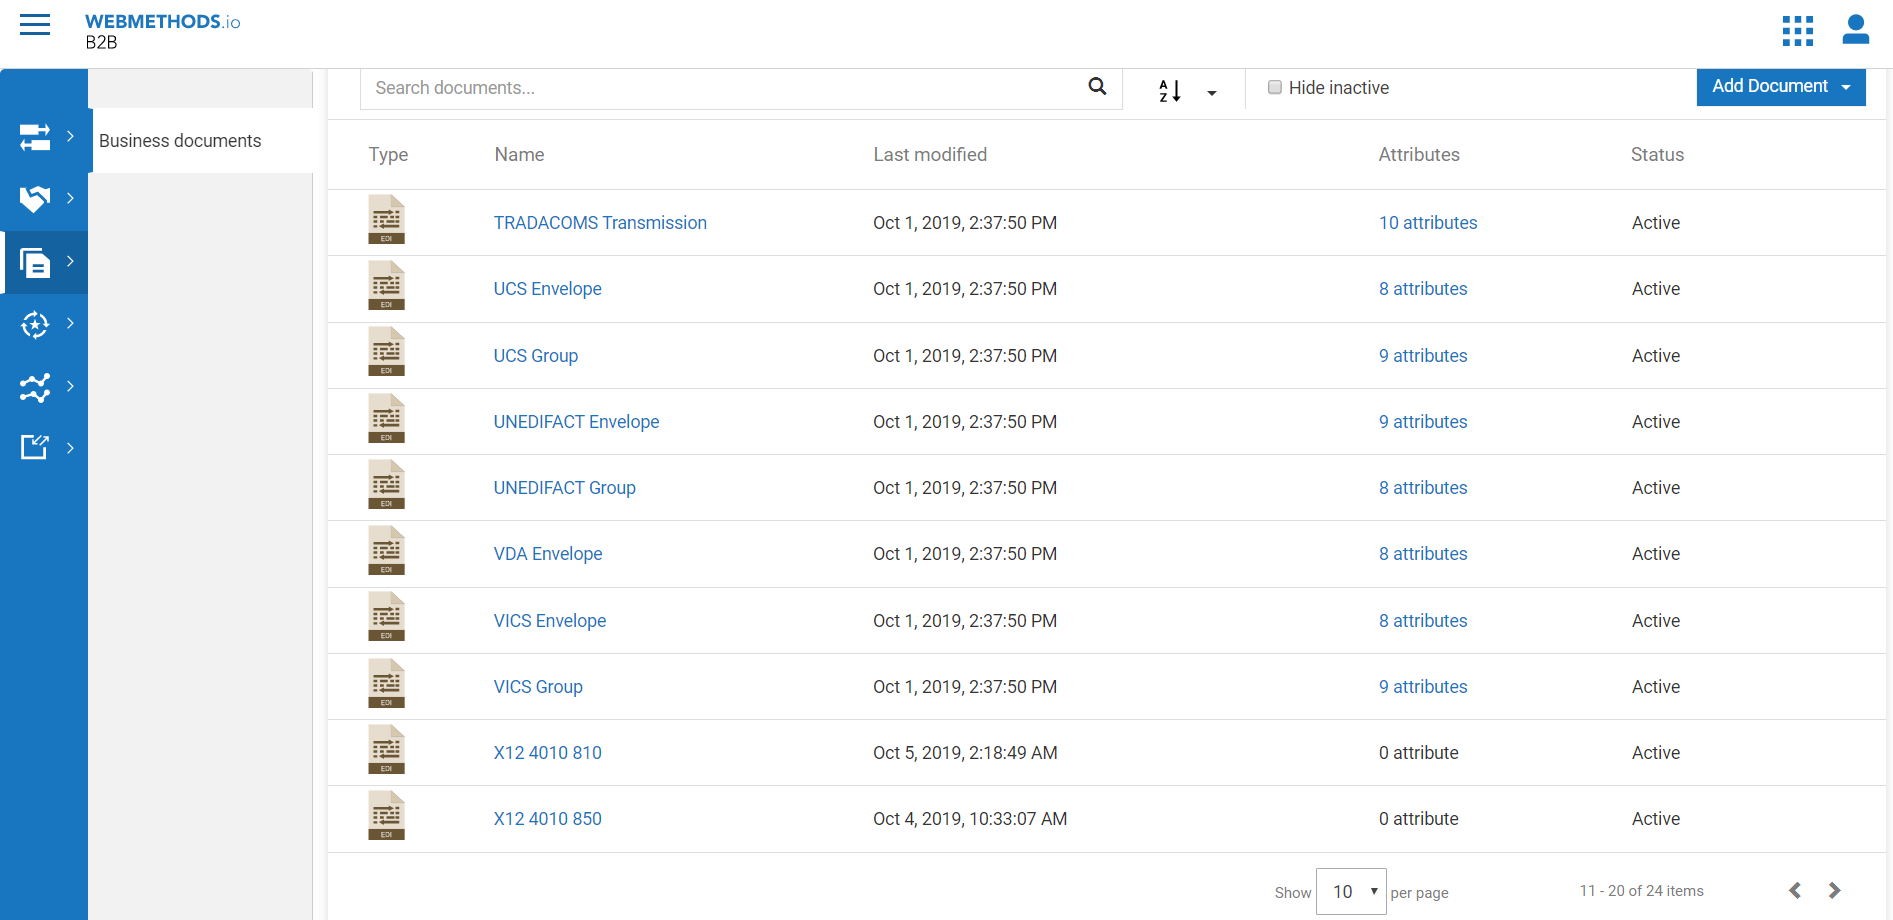 WEBMETHODS.io
B2B
Search documents...
A
Z
Hide inactive
Add Document
Business documents
Type Name Last modified Attributes Status
EDI TRADACOMS Transmission Oct 1, 2019, 2:37:50 PM 10 attributes Active
EDI UCS Envelope Oct 1, 2019, 2:37:50 PM 8 attributes Active
EDI UCS Group Oct 1, 2019, 2:37:50 PM 9 attributes Active
EDI UNEDIFACT Envelope Oct 1, 2019, 2:37:50 PM 9 attributes Active
EDI UNEDIFACT Group Oct 1, 2019, 2:37:50 PM 8 attributes Active
EDI VDA Envelope Oct 1, 2019, 2:37:50 PM 8 attributes Active
EDI VICS Envelope Oct 1, 2019, 2:37:50 PM 8 attributes Active
EDI VICS Group Oct 1, 2019, 2:37:50 PM 9 attributes Active
EDI X12 4010 810 Oct 5, 2019, 2:18:49 AM 0 attribute Active
EDI X12 4010 850 Oct 4, 2019, 10:33:07 AM 0 attribute Active
Show 10 per page 11 - 20 of 24 items